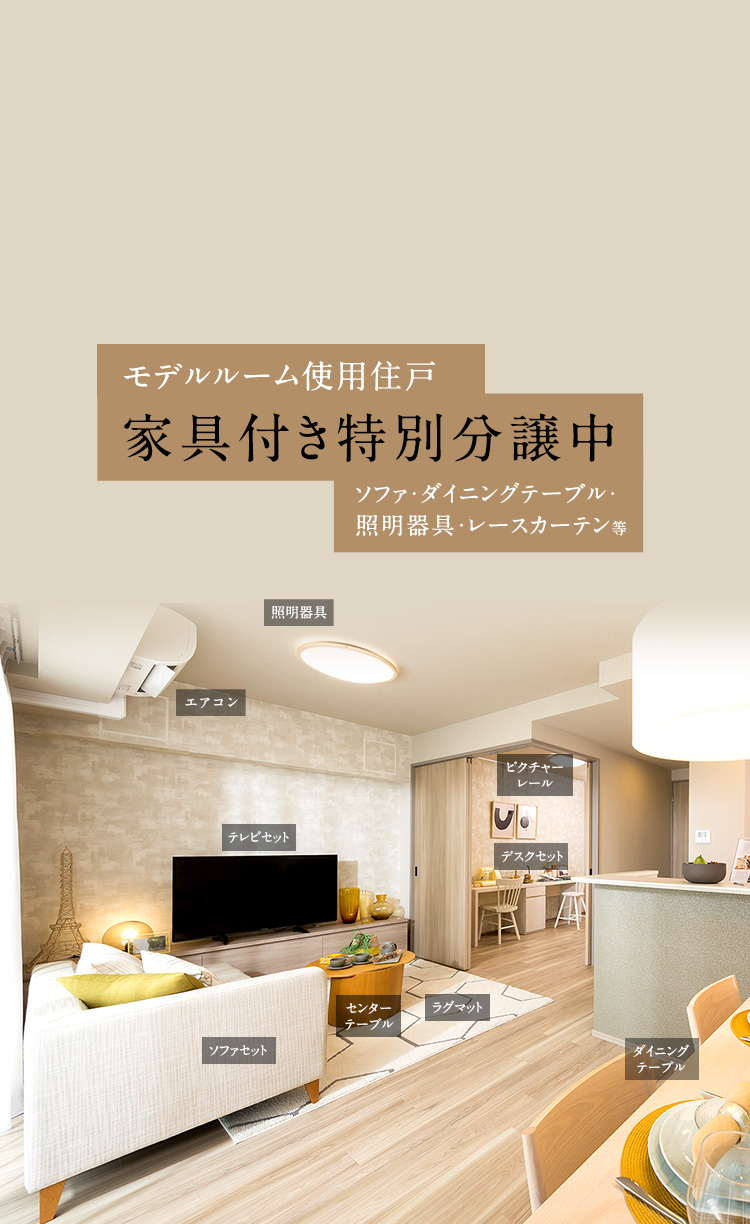 モデルルーム使用住戸
家具付き特別分譲中
ソファ・ダイニングテーブル・
照明器具・レースカーテン等
照明器具
エアコン
ピクチャー
レール
テレビセット
デスクセット
センター
テーブル
ラグマット
ソファセット
ダイニング
テーブル